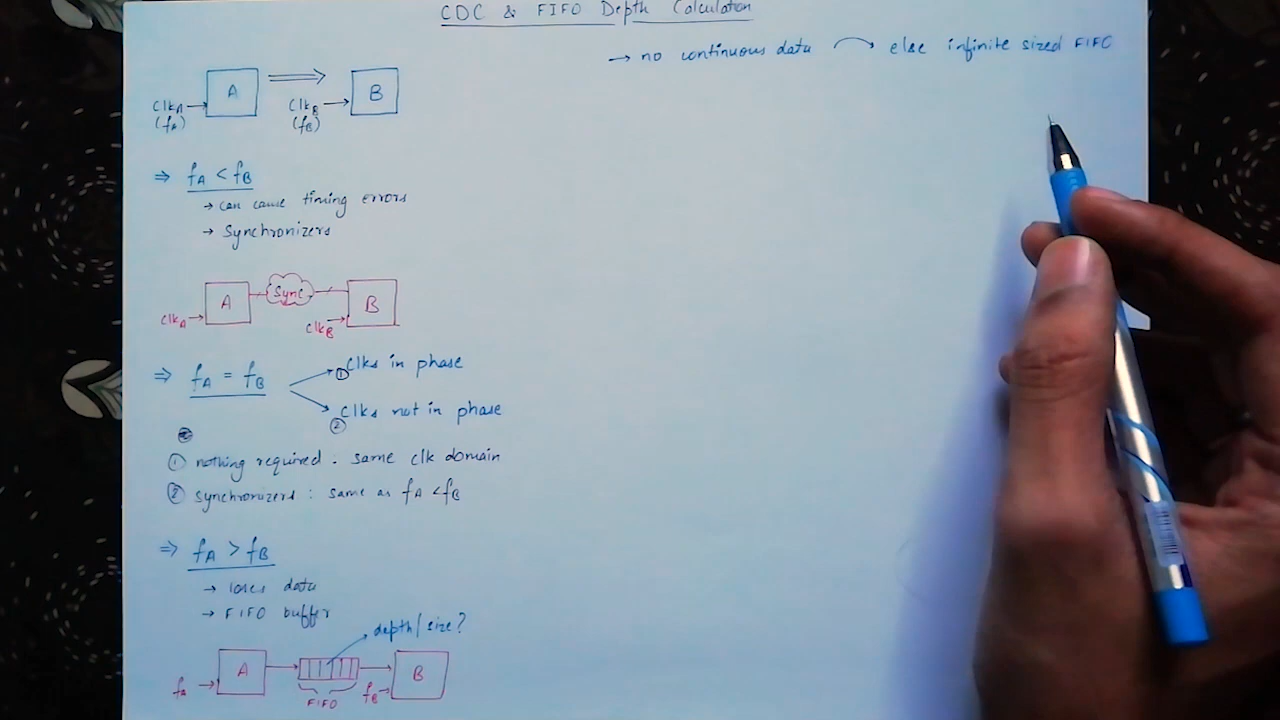 CDC & FIFO Depth Calculation
→ no continuous data → else infinite sized FIFO
A
B
ClkA
(fA)
ClkB
(fB)
⇒ fA < fB
→ can cause timing errors
→ Synchronizers
A
Sync
B
ClkA
ClkB
⇒ fA = fB
① Clks in phase
② Clks not in phase
① nothing required. same clk domain
② synchronizers : same as fA < fB
⇒ fA > fB
→ loses data
→ FIFO buffer
depth/size?
A
B
fA
FIFO
fB